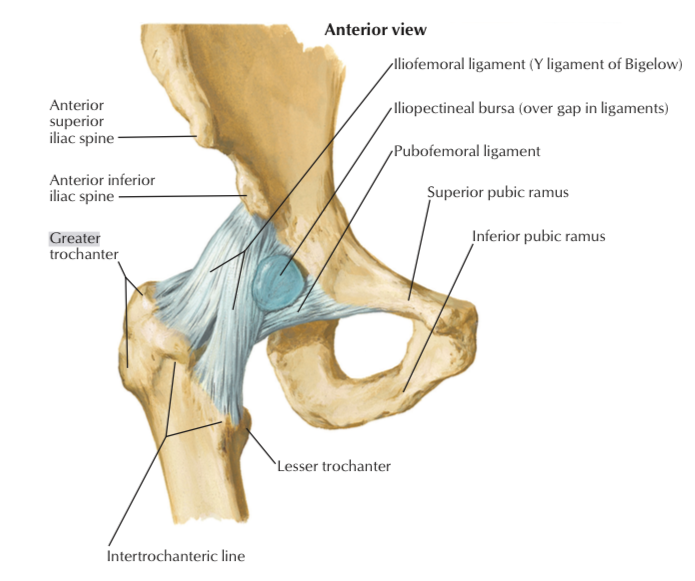 Anterior view
Iliofemoral ligament (Y ligament of Bigelow)
Iliopectineal bursa (over gap in ligaments)
Pubofemoral ligament
Superior pubic ramus
Inferior pubic ramus
Anterior
superior
iliac spine
Anterior inferior
iliac spine
Greater
trochanter
Lesser trochanter
Intertrochanteric line